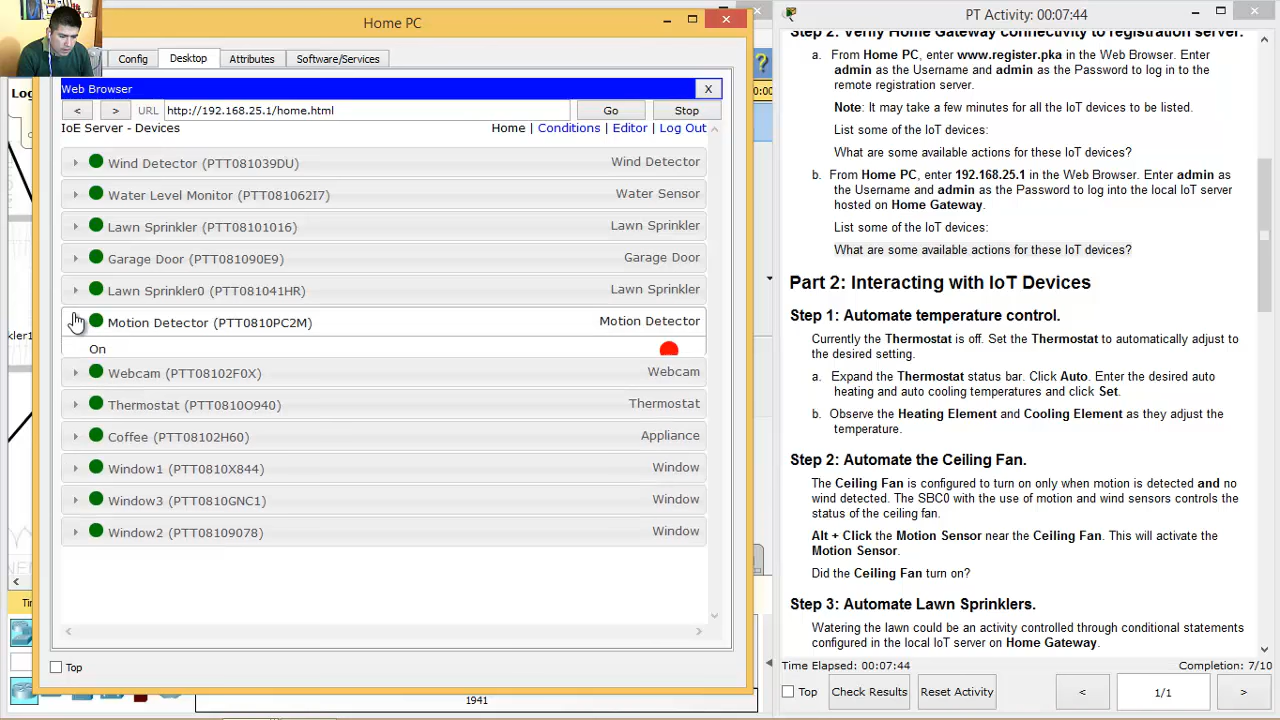 Home PC
Config Desktop Attributes Software/Services
Web Browser X
< > URL http://192.168.25.1/home.html Go Stop
IoE Server - Devices Home | Conditions | Editor | Log Out
Wind Detector (PTT081039DU) Wind Detector
Water Level Monitor (PTT081062I7) Water Sensor
Lawn Sprinkler (PTT08101016) Lawn Sprinkler
Garage Door (PTT081090E9) Garage Door
Lawn Sprinkler0 (PTT081041HR) Lawn Sprinkler
Motion Detector (PTT0810PC2M) Motion Detector
On
Webcam (PTT08102F0X) Webcam
Thermostat (PTT0810O940) Thermostat
Coffee (PTT08102H60) Appliance
Window1 (PTT0810X844) Window
Window3 (PTT0810GNC1) Window
Window2 (PTT08109078) Window
Top
1941
Log
kler1
Tir
0:00
PT Activity: 00:07:44
Step 2: Verify Home Gateway connectivity to registration server.
a. From Home PC, enter www.register.pka in the Web Browser. Enter
admin as the Username and admin as the Password to log in to the
remote registration server.
Note: It may take a few minutes for all the IoT devices to be listed.
List some of the IoT devices:
What are some available actions for these IoT devices?
b. From Home PC, enter 192.168.25.1 in the Web Browser. Enter admin as
the Username and admin as the Password to log into the local IoT server
hosted on Home Gateway.
List some of the IoT devices:
What are some available actions for these IoT devices?
Part 2: Interacting with IoT Devices
Step 1: Automate temperature control.
Currently the Thermostat is off. Set the Thermostat to automatically adjust to
the desired setting.
a. Expand the Thermostat status bar. Click Auto. Enter the desired auto
heating and auto cooling temperatures and click Set.
b. Observe the Heating Element and Cooling Element as they adjust the
temperature.
Step 2: Automate the Ceiling Fan.
The Ceiling Fan is configured to turn on only when motion is detected and no
wind detected. The SBC0 with the use of motion and wind sensors controls the
status of the ceiling fan.
Alt + Click the Motion Sensor near the Ceiling Fan. This will activate the
Motion Sensor.
Did the Ceiling Fan turn on?
Step 3: Automate Lawn Sprinklers.
Watering the lawn could be an activity controlled through conditional statements
configured in the local IoT server on Home Gateway.
Time Elapsed: 00:07:44 Completion: 7/10
Top Check Results Reset Activity < 1/1 >